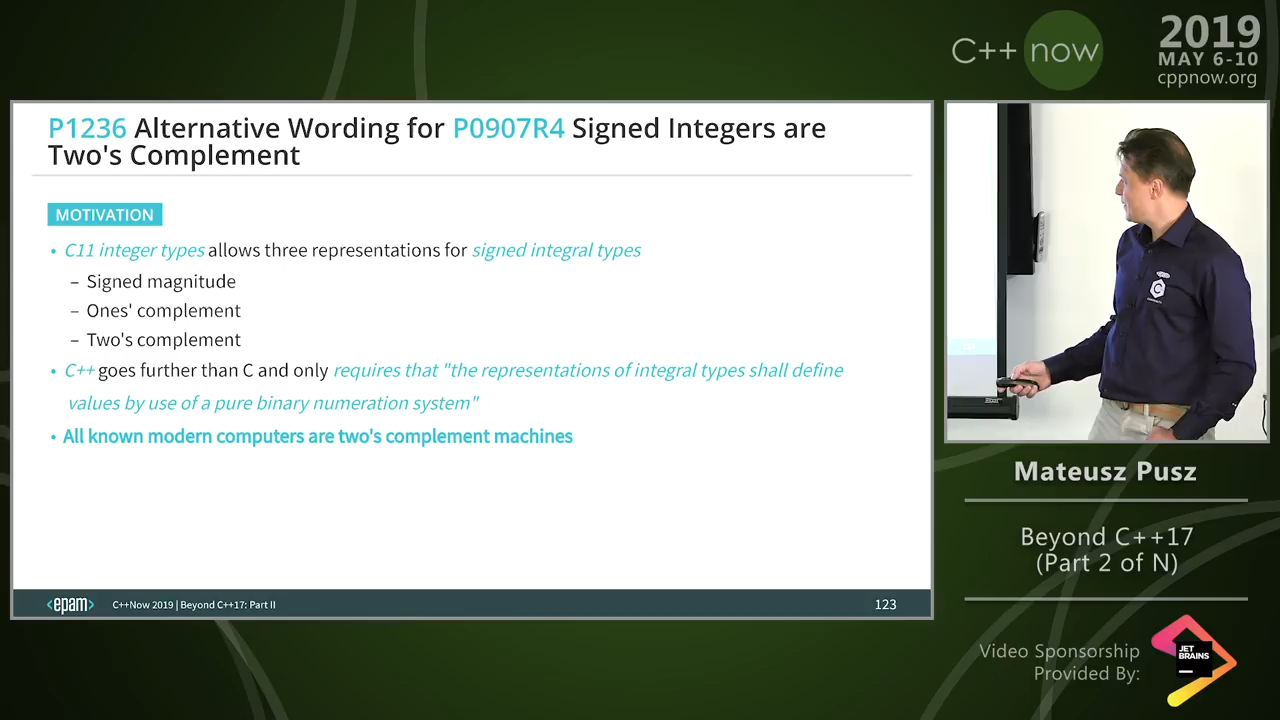 C++ now
2019
MAY 6-10
cppnow.org
P1236 Alternative Wording for P0907R4 Signed Integers are
Two's Complement
MOTIVATION
• C11 integer types allows three representations for signed integral types
– Signed magnitude
– Ones' complement
– Two's complement
• C++ goes further than C and only requires that "the representations of integral types shall define
values by use of a pure binary numeration system"
• All known modern computers are two's complement machines
<epam>
C++Now 2019 | Beyond C++17: Part II
123
Mateusz Pusz
Beyond C++17
(Part 2 of N)
Video Sponsorship
Provided By:
JET
BRAINS